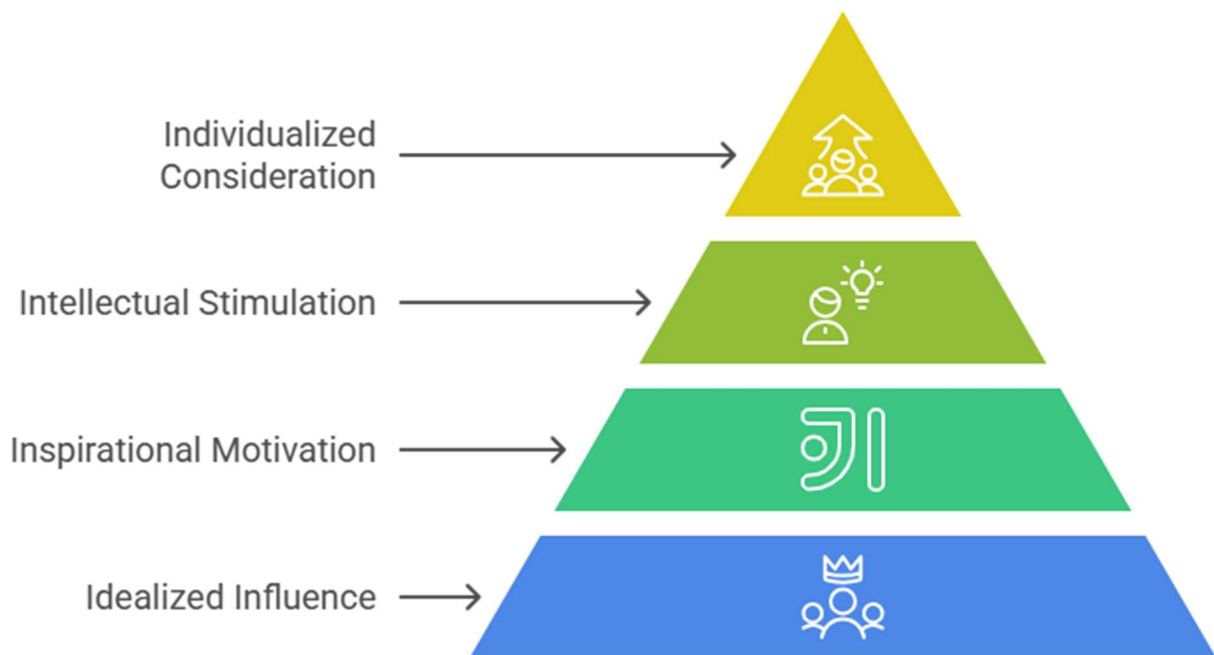 Individualized
Consideration
Intellectual Stimulation
Inspirational Motivation
Idealized Influence